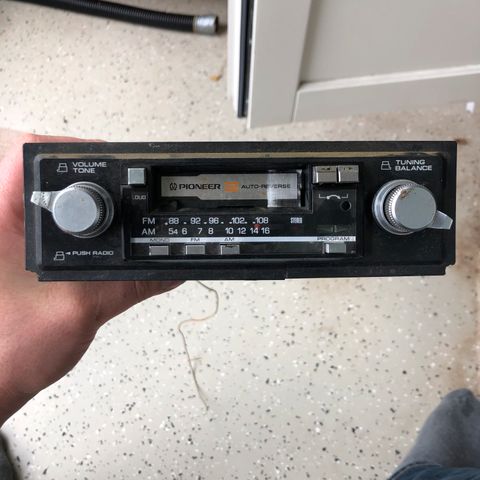 VOLUME
TONE
LOUD
PIONEER AUTO-REVERSE
TUNING
BALANCE
FM 88 92 96 102 108 STEREO
AM 54 6 7 8 10 12 14 16
PUSH RADIO
MONO FM AM PROGRAM